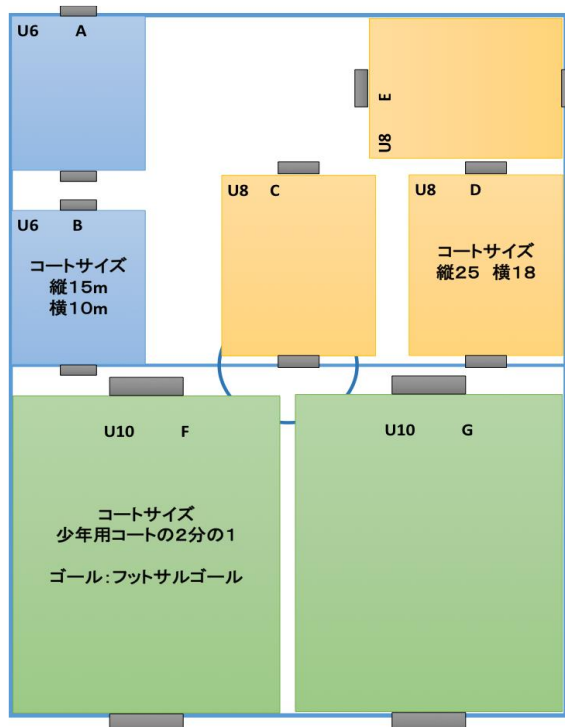 U6 A
E
U8
U8 C
U8 D
U6 B
コートサイズ
縦15m
横10m
コートサイズ
縦25 横18
U10 F
U10 G
コートサイズ
少年用コートの2分の1
ゴール：フットサルゴール